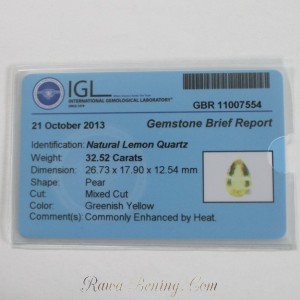 IGL
INTERNATIONAL GEMOLOGICAL LABORATORY
GBR 11007554
21 October 2013
Gemstone Brief Report
Identification: Natural Lemon Quartz
Weight: 32.52 Carats
Dimension: 26.73 x 17.90 x 12.54 mm
Shape: Pear
Cut: Mixed Cut
Color: Greenish Yellow
Comment(s): Commonly Enhanced by Heat.
Rawa-Bening.Com